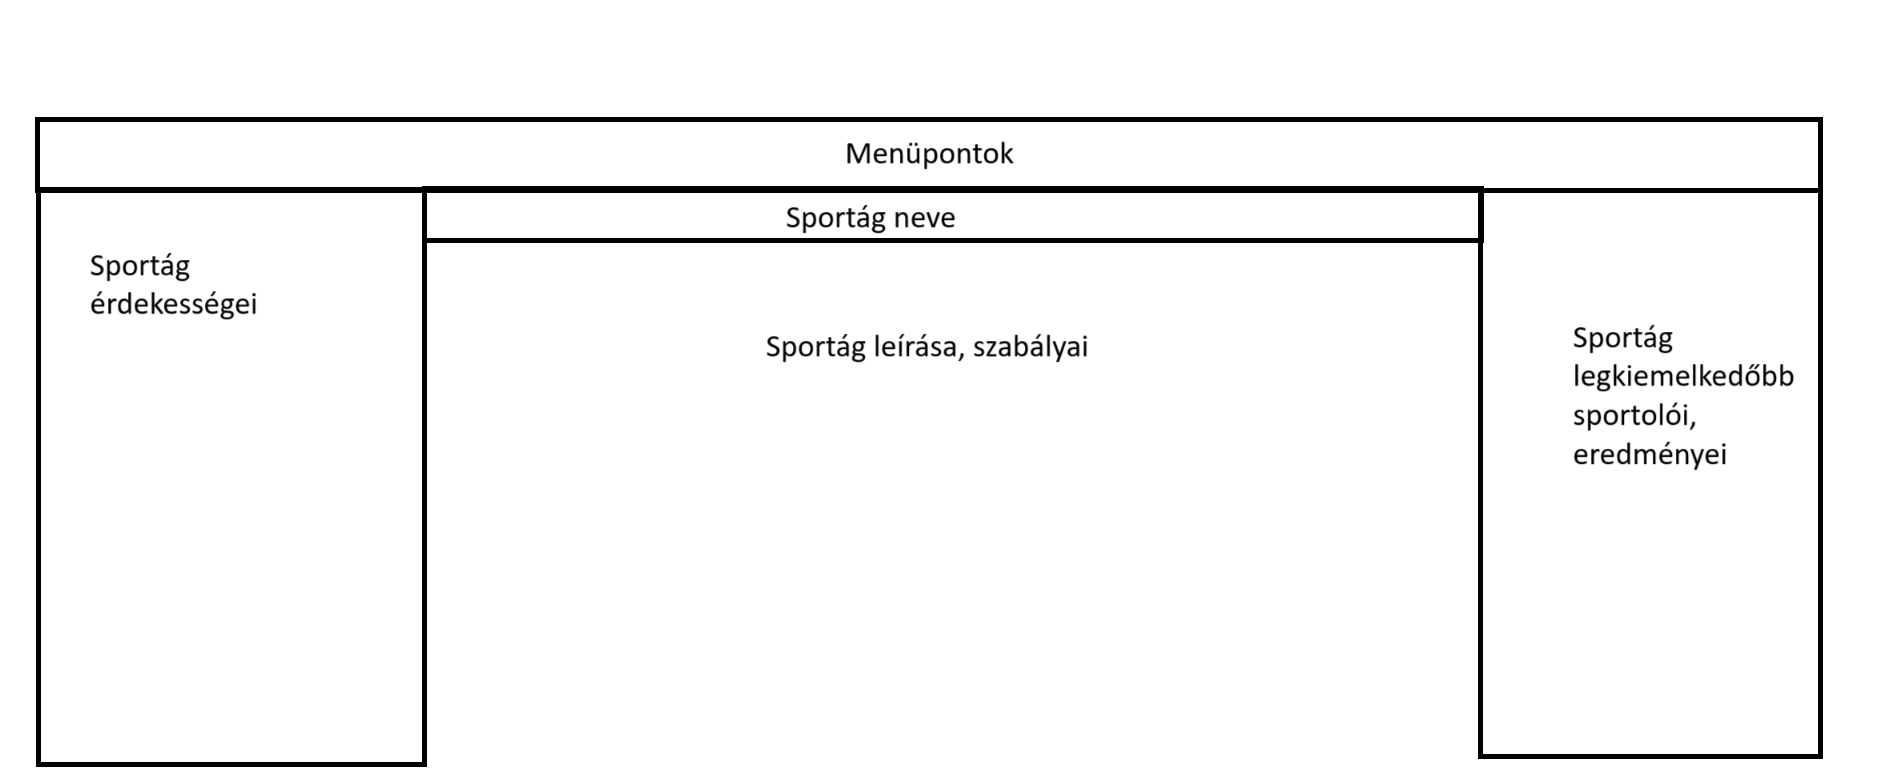 Menüpontok
Sportág neve
Sportág
érdekességei
Sportág leírása, szabályai
Sportág
legkiemelkedőbb
sportolói,
eredményei